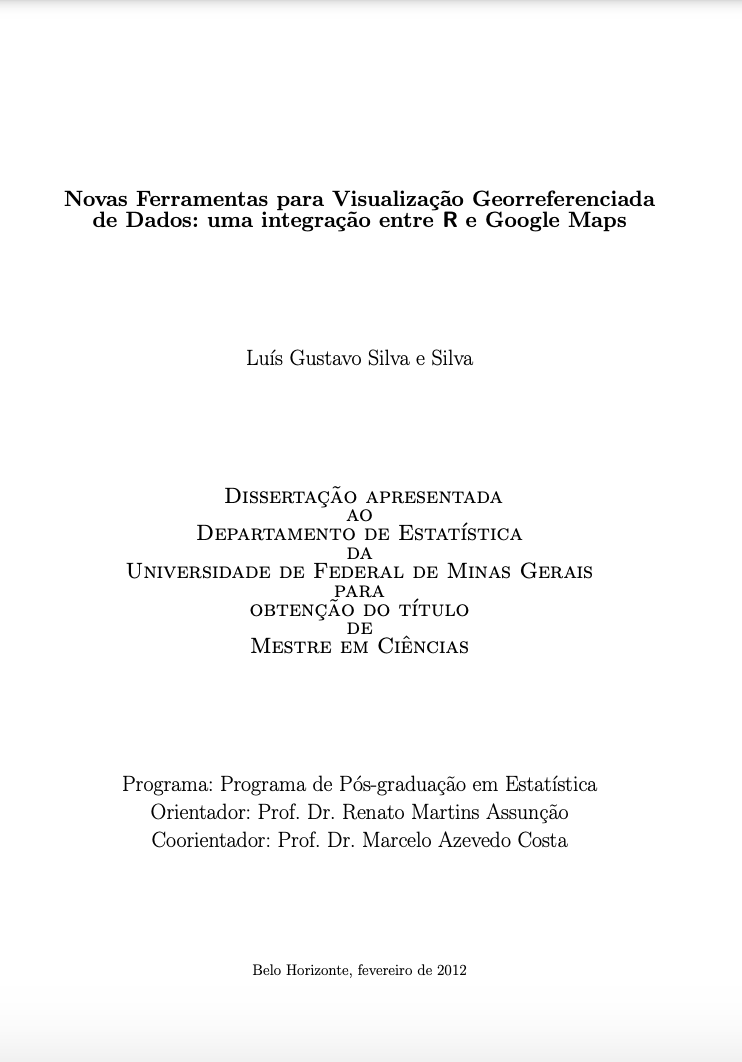 Novas Ferramentas para Visualização Georreferenciada
de Dados: uma integração entre R e Google Maps
Luís Gustavo Silva e Silva
Dissertação apresentada
ao
Departamento de Estatística
da
Universidade de Federal de Minas Gerais
para
obtenção do título
de
Mestre em Ciências
Programa: Programa de Pós-graduação em Estatística
Orientador: Prof. Dr. Renato Martins Assunção
Coorientador: Prof. Dr. Marcelo Azevedo Costa
Belo Horizonte, fevereiro de 2012